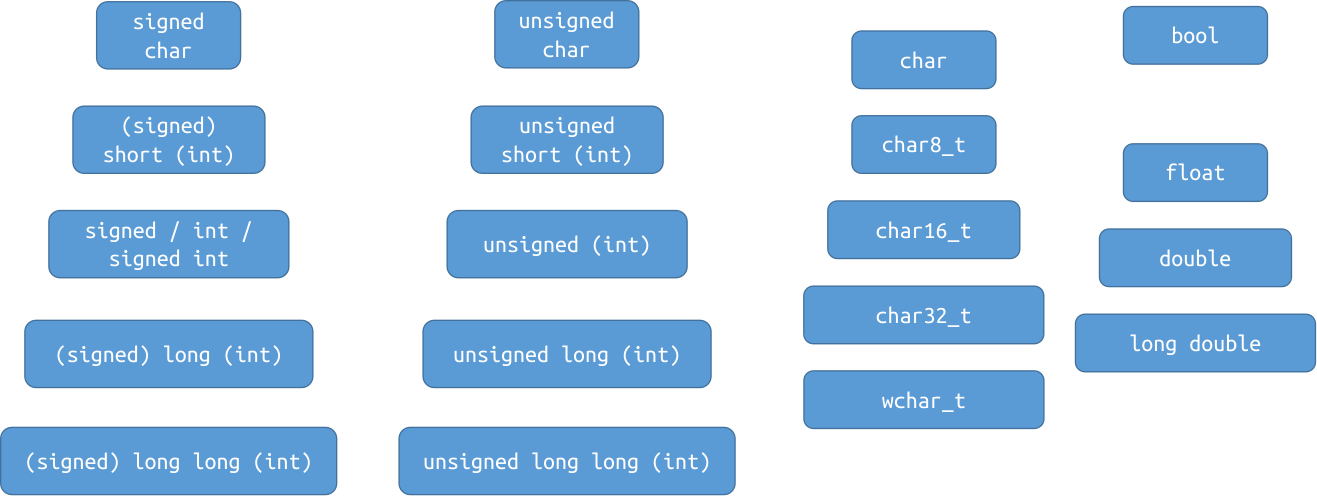 signed
char
(signed)
short (int)
signed / int /
signed int
(signed) long (int)
(signed) long long (int)
unsigned
char
unsigned
short (int)
unsigned (int)
unsigned long (int)
unsigned long long (int)
char
char8_t
char16_t
char32_t
wchar_t
bool
float
double
long double